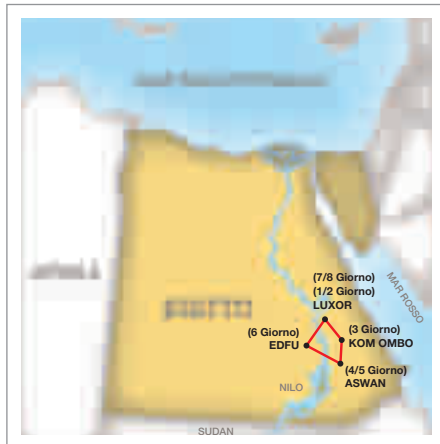 (7/8 Giorno)
(1/2 Giorno)
LUXOR
MAR ROSSO
(6 Giorno)
EDFU
(3 Giorno)
KOM OMBO
(4/5 Giorno)
ASWAN
NILO
SUDAN